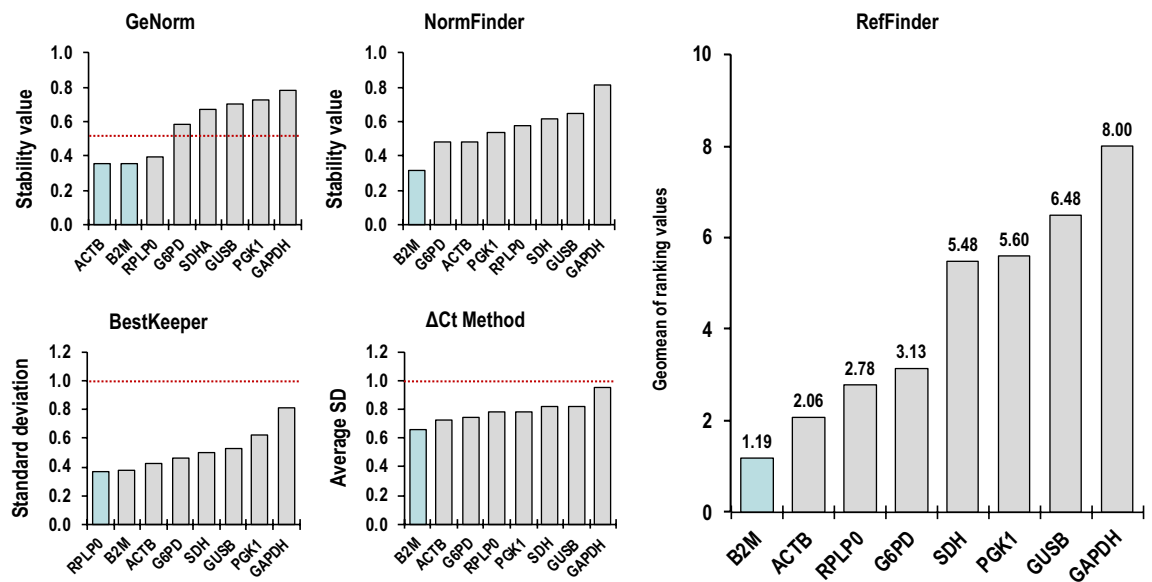 GeNorm
Stability value
1.0
0.8
0.6
0.4
0.2
0.0
ACTB
B2M
RPLP0
G6PD
SDHA
GUSB
PGK1
GAPDH
NormFinder
Stability value
1.0
0.8
0.6
0.4
0.2
0.0
B2M
G6PD
ACTB
PGK1
RPLP0
SDH
GUSB
GAPDH
BestKeeper
Standard deviation
1.2
1.0
0.8
0.6
0.4
0.2
0.0
RPLP0
B2M
ACTB
G6PD
SDH
GUSB
PGK1
GAPDH
ΔCt Method
Average SD
1.2
1.0
0.8
0.6
0.4
0.2
0.0
B2M
ACTB
G6PD
RPLP0
PGK1
SDH
GUSB
GAPDH
RefFinder
Geomean of ranking values
10
8
6
4
2
0
1.19
2.06
2.78
3.13
5.48
5.60
6.48
8.00
B2M
ACTB
RPLP0
G6PD
SDH
PGK1
GUSB
GAPDH